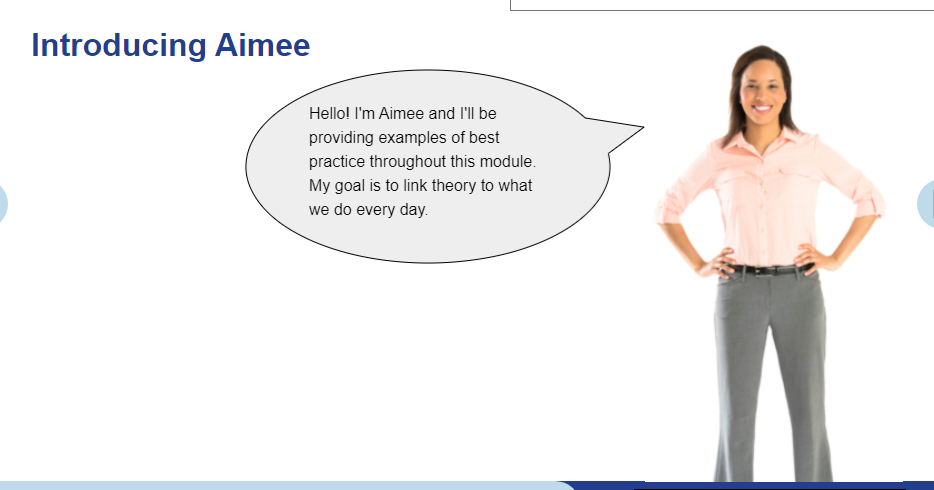 Introducing Aimee
Hello! I'm Aimee and I'll be
providing examples of best
practice throughout this module.
My goal is to link theory to what
we do every day.